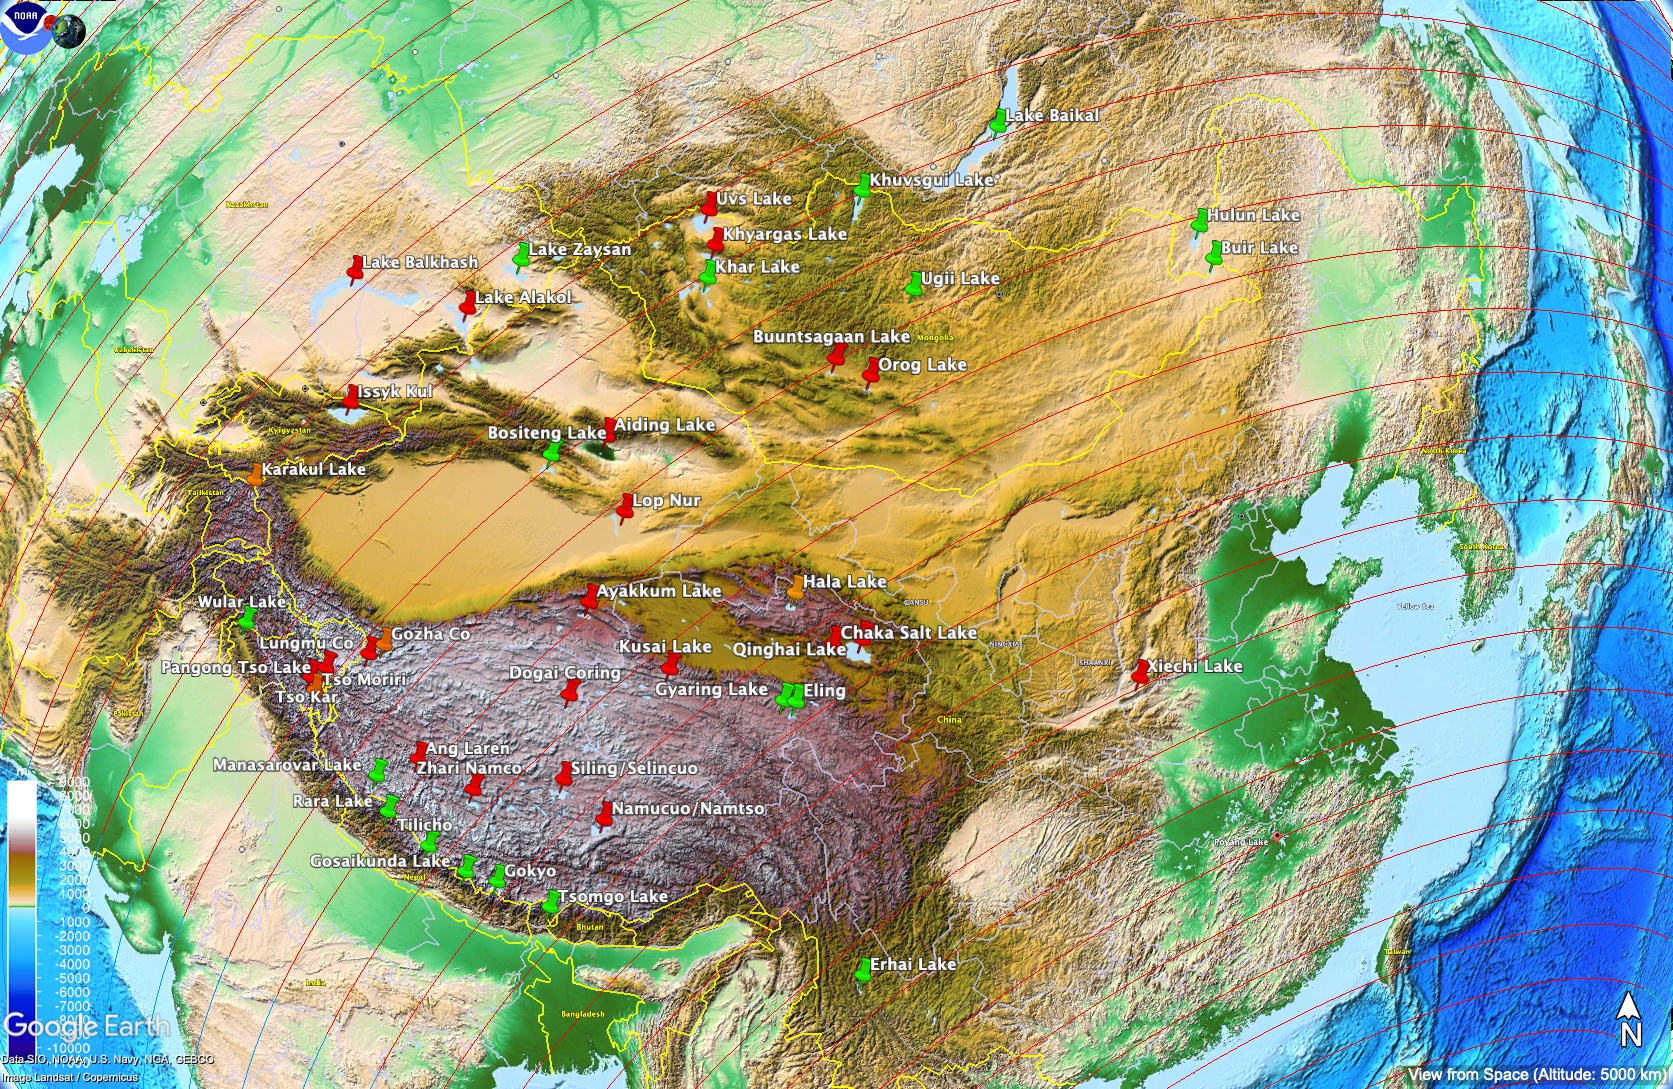 NOAA
Lake Baikal
Khuvsgul Lake
Uvs Lake
Kazakhstan
Hulun Lake
Khyargas Lake
Buir Lake
Lake Zaysan
Lake Balkhash
Khar Lake
Ugii Lake
Lake Alakol
Buuntsagaan Lake
Mongolia
Uzbekistan
Orog Lake
Issyk Kul
Aiding Lake
Kyrgyzstan
Bositeng Lake
North Korea
Karakul Lake
Tajikistan
Lop Nur
South Korea
Hala Lake
Ayakkum Lake
Wular Lake
GANSU
Yellow Sea
Gozha Co
Chaka Salt Lake
Lungmu Co
Kusai Lake
Qinghai Lake
NINGXIA
SHAANXI
Pangong Tso Lake
Xiechi Lake
Dogai Coring
Tso Moriri
Gyaring Lake
Eling
Tso Kar
Pakistan
China
Ang Laren
Manasarovar Lake
Zhari Namco
Siling/Selincuo
m
9000
8000
7000
6000
5000
4000
3000
2000
1000
0
-1000
-2000
-3000
-4000
-5000
-6000
-7000
-8000
-10000
Rara Lake
Namucuo/Namtso
Tilicho
Poyang Lake
Gosaikunda Lake
Gokyo
Nepal
Tsomgo Lake
Bhutan
Taiwan
Erhai Lake
India
Bangladesh
Google Earth
N
Data SIO, NOAA, U.S. Navy, NGA, GEBCO
Image Landsat / Copernicus
View from Space (Altitude: 5000 km)